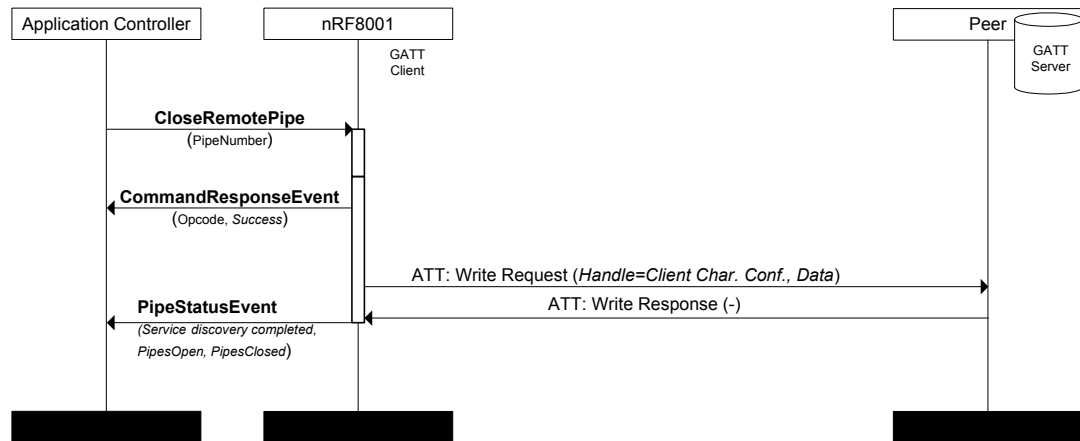 Application Controller
nRF8001
Peer
GATT
Client
GATT
Server
CloseRemotePipe
(PipeNumber)
CommandResponseEvent
(Opcode, Success)
ATT: Write Request (Handle=Client Char. Conf., Data)
ATT: Write Response (-)
PipeStatusEvent
(Service discovery completed,
PipesOpen, PipesClosed)